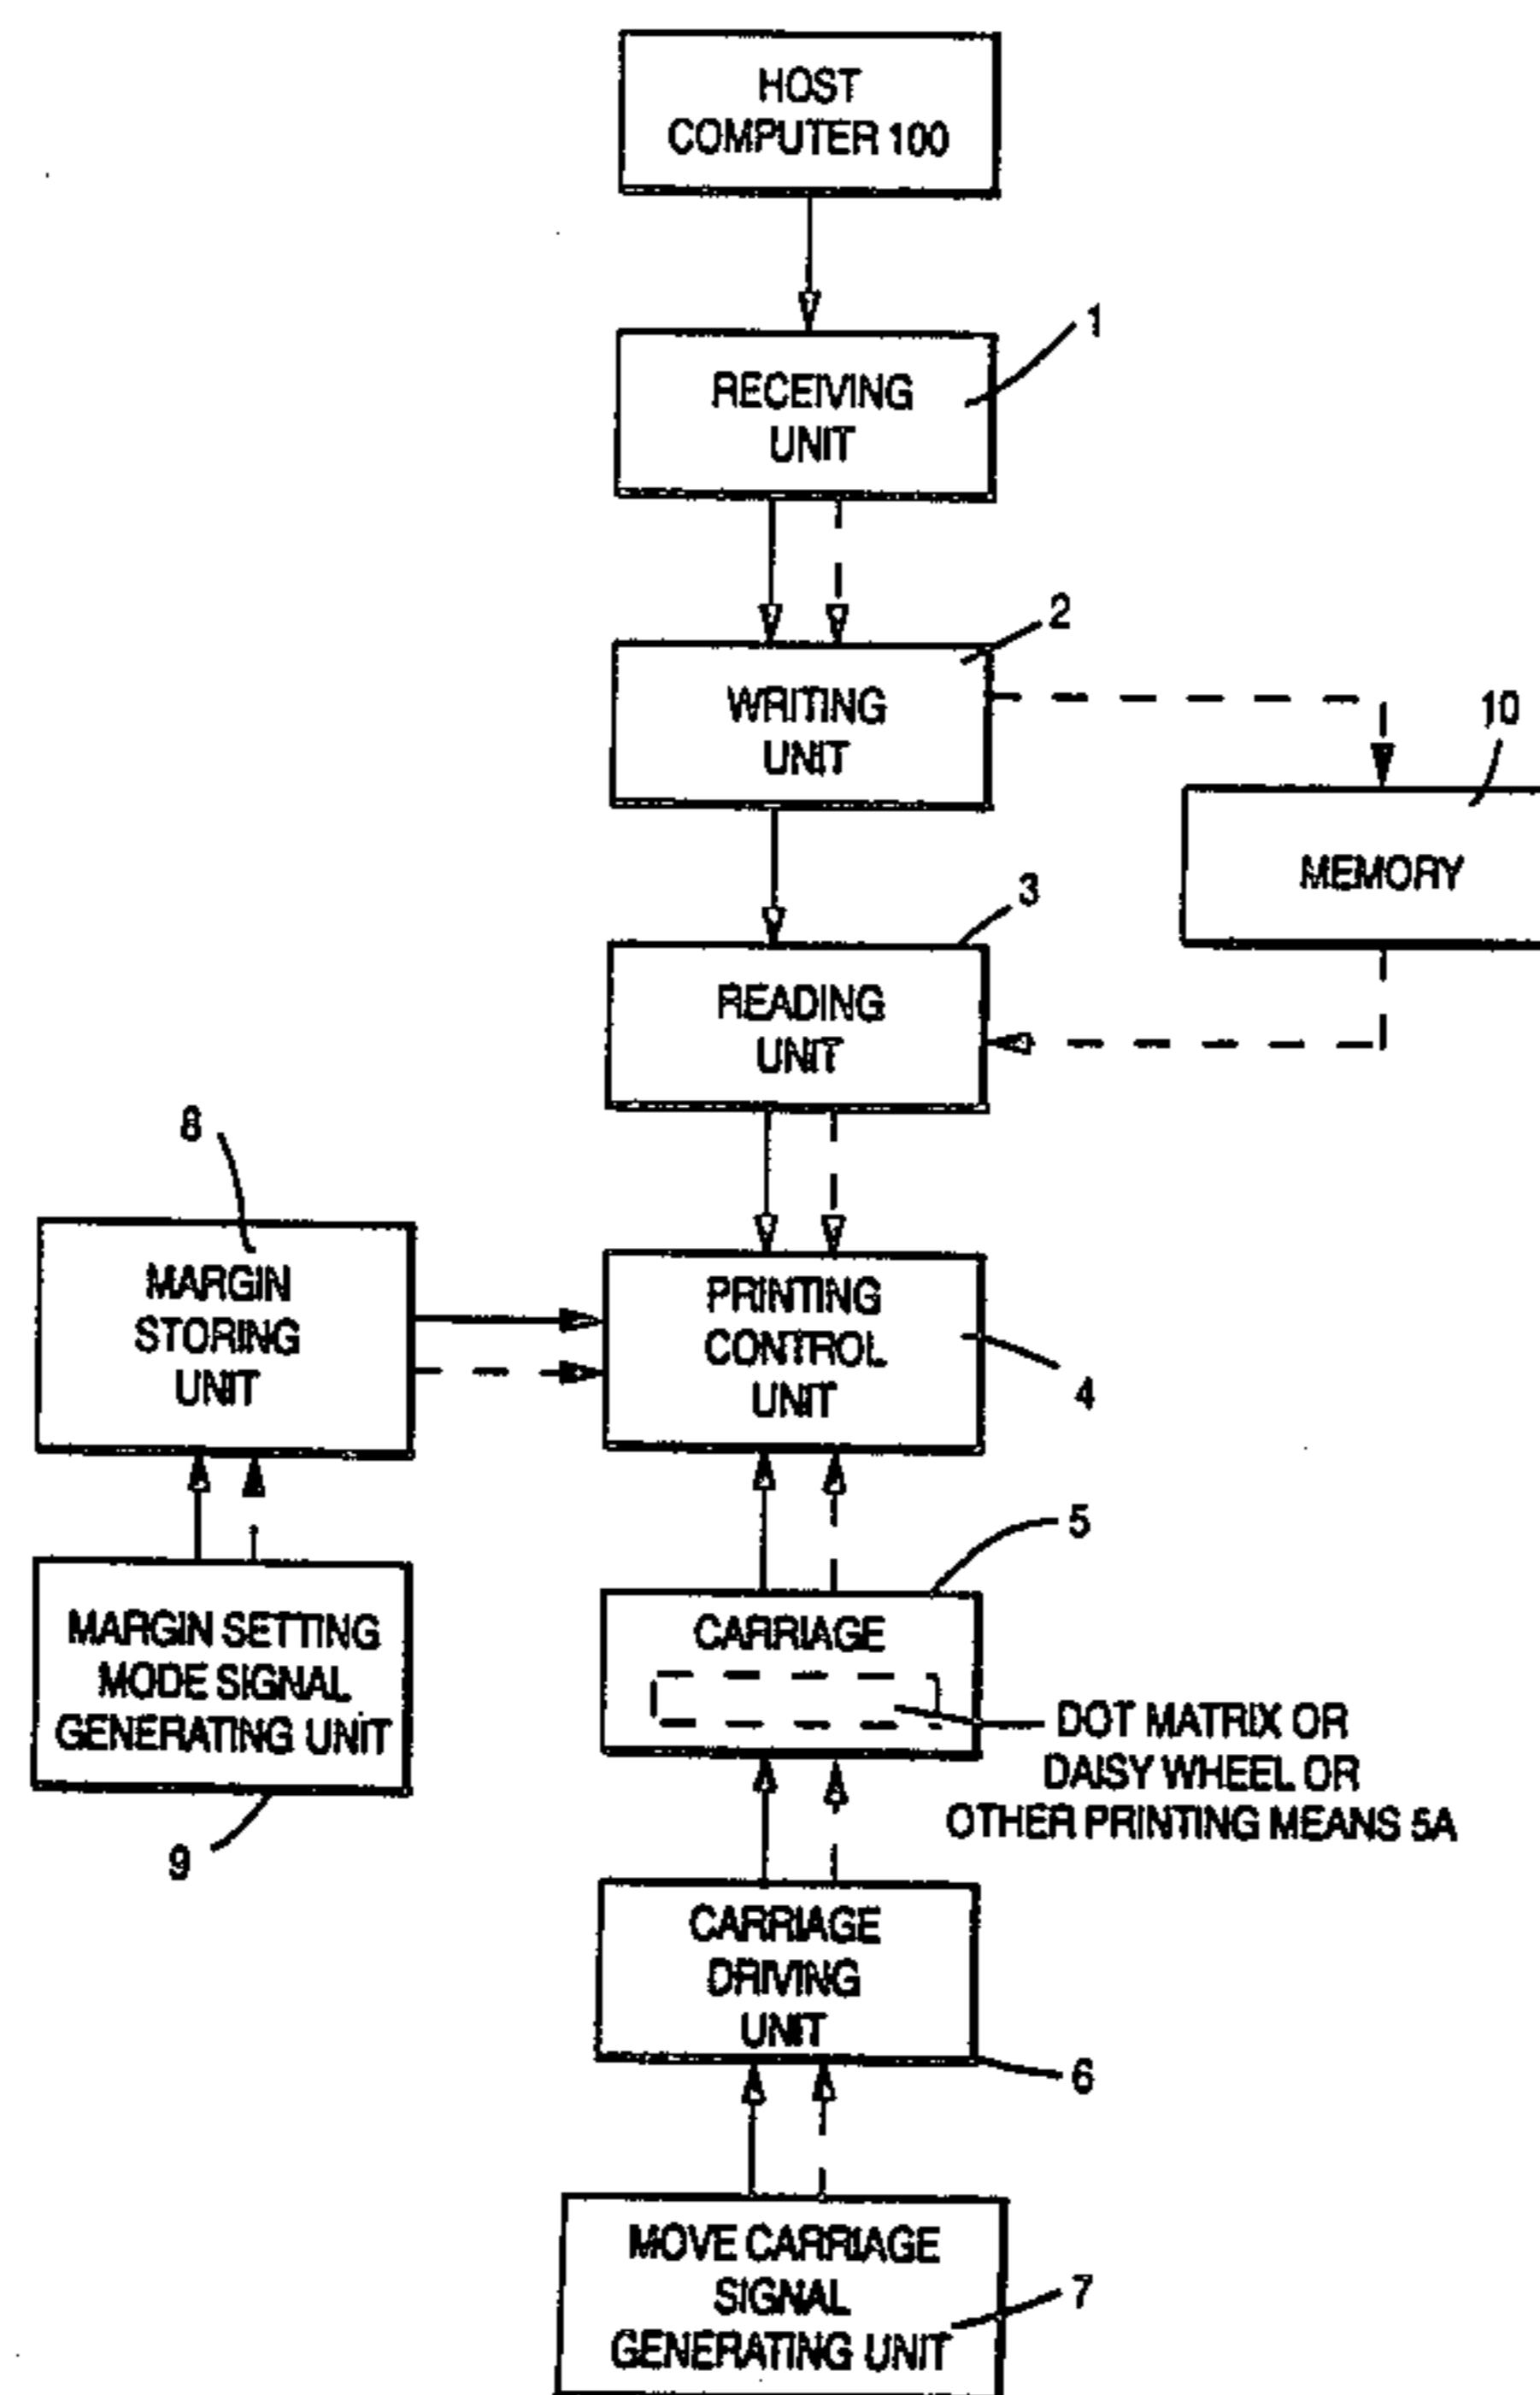 HOST
COMPUTER 100
1
RECEIVING
UNIT
2
WRITING
UNIT
10
MEMORY
3
READING
UNIT
8
MARGIN
STORING
UNIT
PRINTING
CONTROL
UNIT
4
5
MARGIN SETTING
MODE SIGNAL
GENERATING UNIT
9
CARRIAGE
DOT MATRIX OR
DAISY WHEEL OR
OTHER PRINTING MEANS 5A
CARRIAGE
DRIVING
UNIT
6
MOVE CARRIAGE
SIGNAL
GENERATING UNIT
7